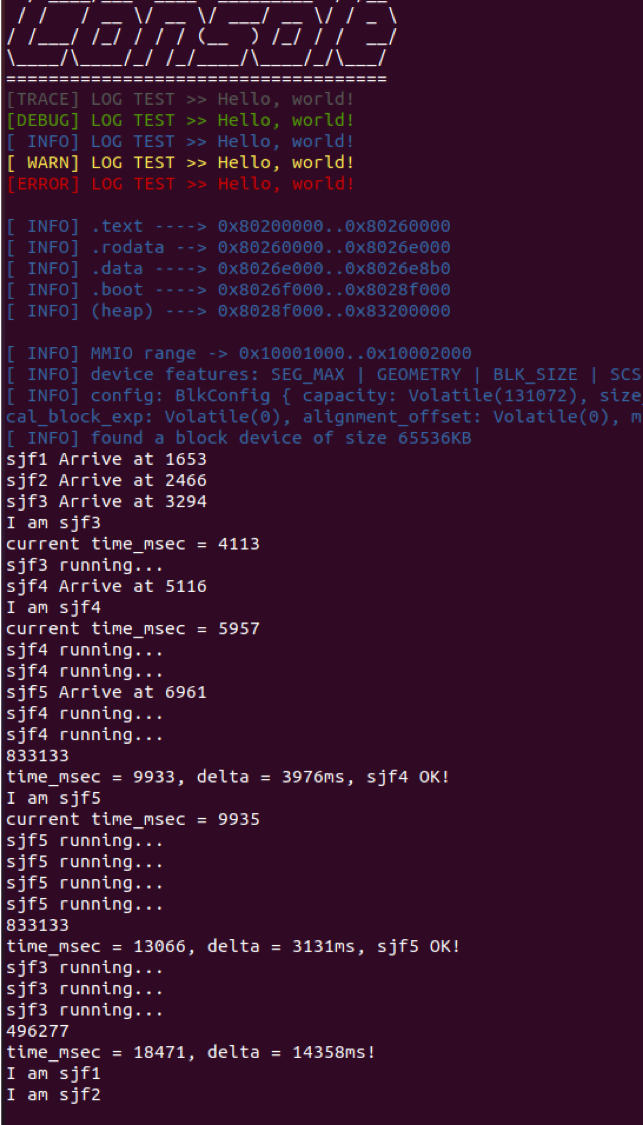 =====================================
[TRACE] LOG TEST >> Hello, world!
[DEBUG] LOG TEST >> Hello, world!
[ INFO] LOG TEST >> Hello, world!
[ WARN] LOG TEST >> Hello, world!
[ERROR] LOG TEST >> Hello, world!
[ INFO] .text ----> 0x80200000..0x80260000
[ INFO] .rodata --> 0x80260000..0x8026e000
[ INFO] .data ----> 0x8026e000..0x8026e8b0
[ INFO] .boot ----> 0x8026f000..0x8028f000
[ INFO] (heap) ---> 0x8028f000..0x83200000
[ INFO] MMIO range -> 0x10001000..0x10002000
[ INFO] device features: SEG_MAX | GEOMETRY | BLK_SIZE | SCS
[ INFO] config: BlkConfig { capacity: Volatile(131072), size
cal_block_exp: Volatile(0), alignment_offset: Volatile(0), m
[ INFO] found a block device of size 65536KB
sjf1 Arrive at 1653
sjf2 Arrive at 2466
sjf3 Arrive at 3294
I am sjf3
current time_msec = 4113
sjf3 running...
sjf4 Arrive at 5116
I am sjf4
current time_msec = 5957
sjf4 running...
sjf4 running...
sjf5 Arrive at 6961
sjf4 running...
sjf4 running...
833133
time_msec = 9933, delta = 3976ms, sjf4 OK!
I am sjf5
current time_msec = 9935
sjf5 running...
sjf5 running...
sjf5 running...
sjf5 running...
833133
time_msec = 13066, delta = 3131ms, sjf5 OK!
sjf3 running...
sjf3 running...
sjf3 running...
496277
time_msec = 18471, delta = 14358ms!
I am sjf1
I am sjf2